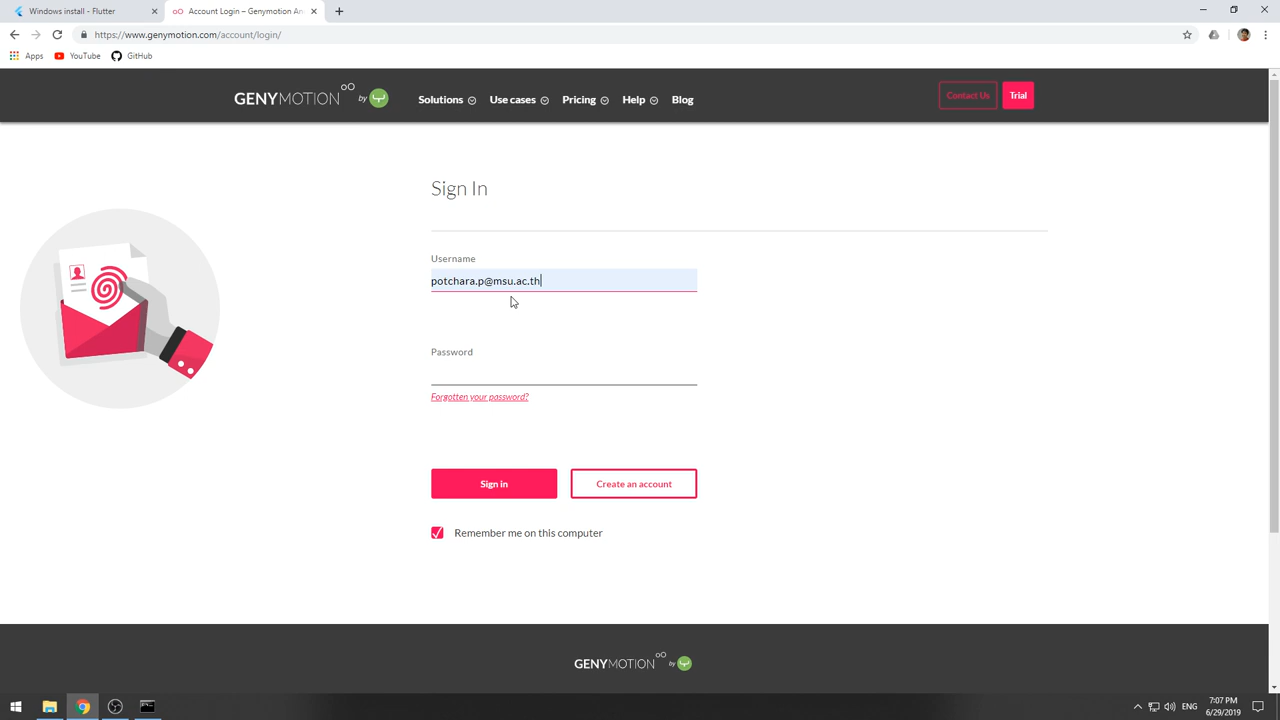 Windows install - Flutter
Account Login – Genymotion An
https://www.genymotion.com/account/login/
Apps
YouTube
GitHub
GENYMOTION by
Solutions
Use cases
Pricing
Help
Blog
Contact Us
Trial
Sign In
Username
potchara.p@msu.ac.th
Password
Forgotten your password?
Sign in
Create an account
Remember me on this computer
GENYMOTION by
ENG
7:07 PM
6/29/2019